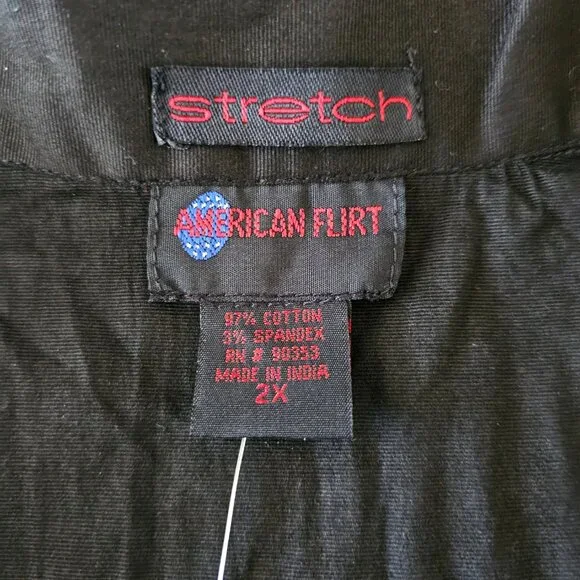 stretch
AMERICAN FLIRT
97% COTTON
3% SPANDEX
RN # 90353
MADE IN INDIA
2X